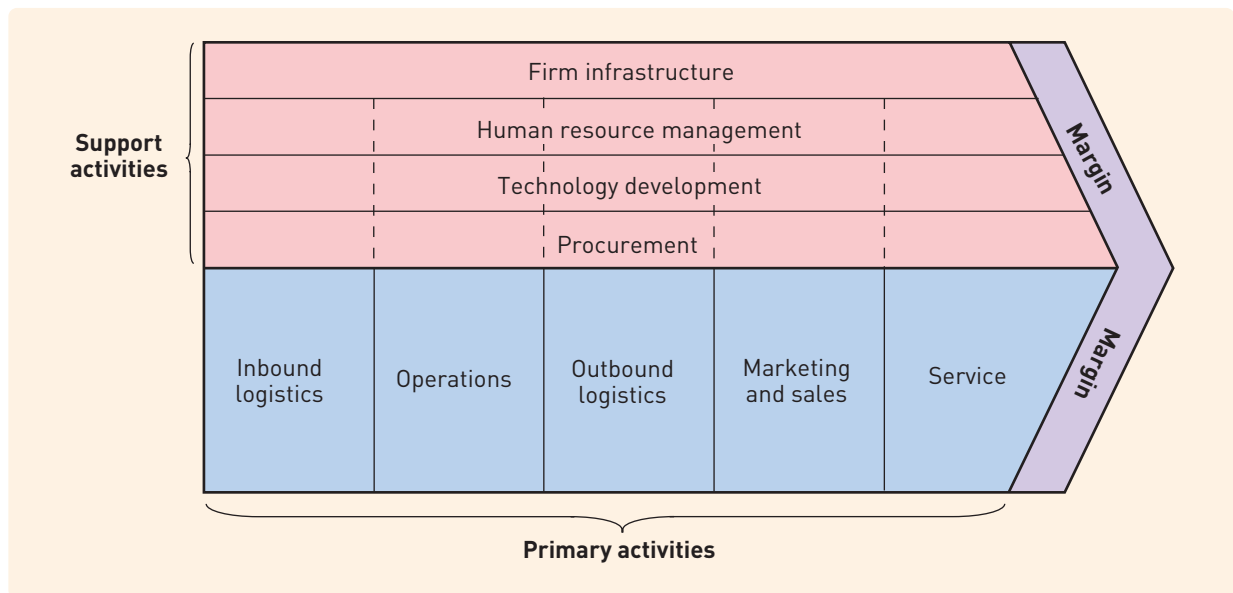 Firm infrastructure
Human resource management
Technology development
Procurement
Support
activities
Margin
Inbound
logistics
Operations
Outbound
logistics
Marketing
and sales
Service
Margin
Primary activities